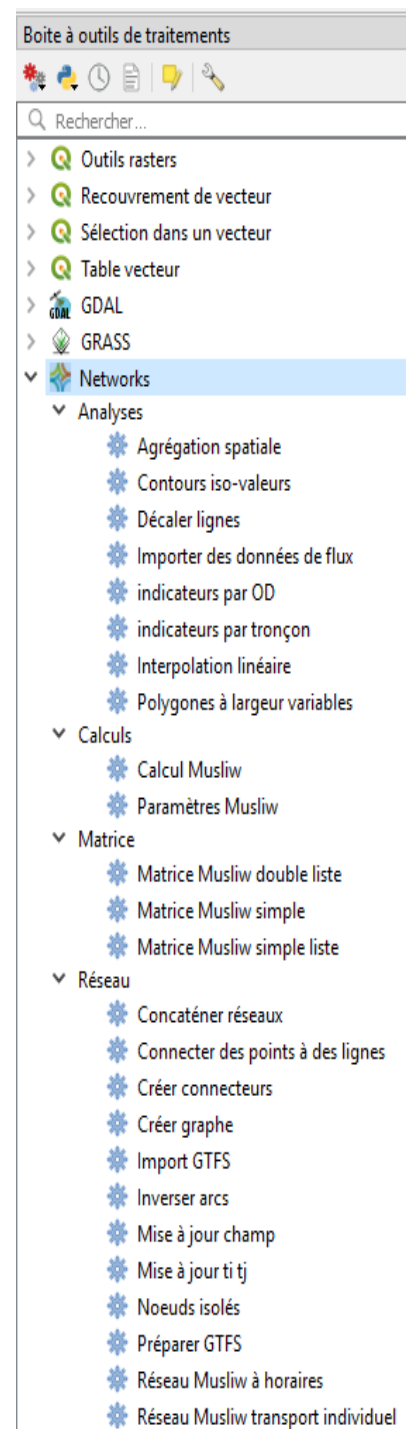 Boite à outils de traitements
Rechercher...
Outils rasters
Recouvrement de vecteur
Sélection dans un vecteur
Table vecteur
GDAL GDAL
GRASS
Networks
Analyses
Agrégation spatiale
Contours iso-valeurs
Décaler lignes
Importer des données de flux
indicateurs par OD
indicateurs par tronçon
Interpolation linéaire
Polygones à largeur variables
Calculs
Calcul Musliw
Paramètres Musliw
Matrice
Matrice Musliw double liste
Matrice Musliw simple
Matrice Musliw simple liste
Réseau
Concaténer réseaux
Connecter des points à des lignes
Créer connecteurs
Créer graphe
Import GTFS
Inverser arcs
Mise à jour champ
Mise à jour ti tj
Noeuds isolés
Préparer GTFS
Réseau Musliw à horaires
Réseau Musliw transport individuel